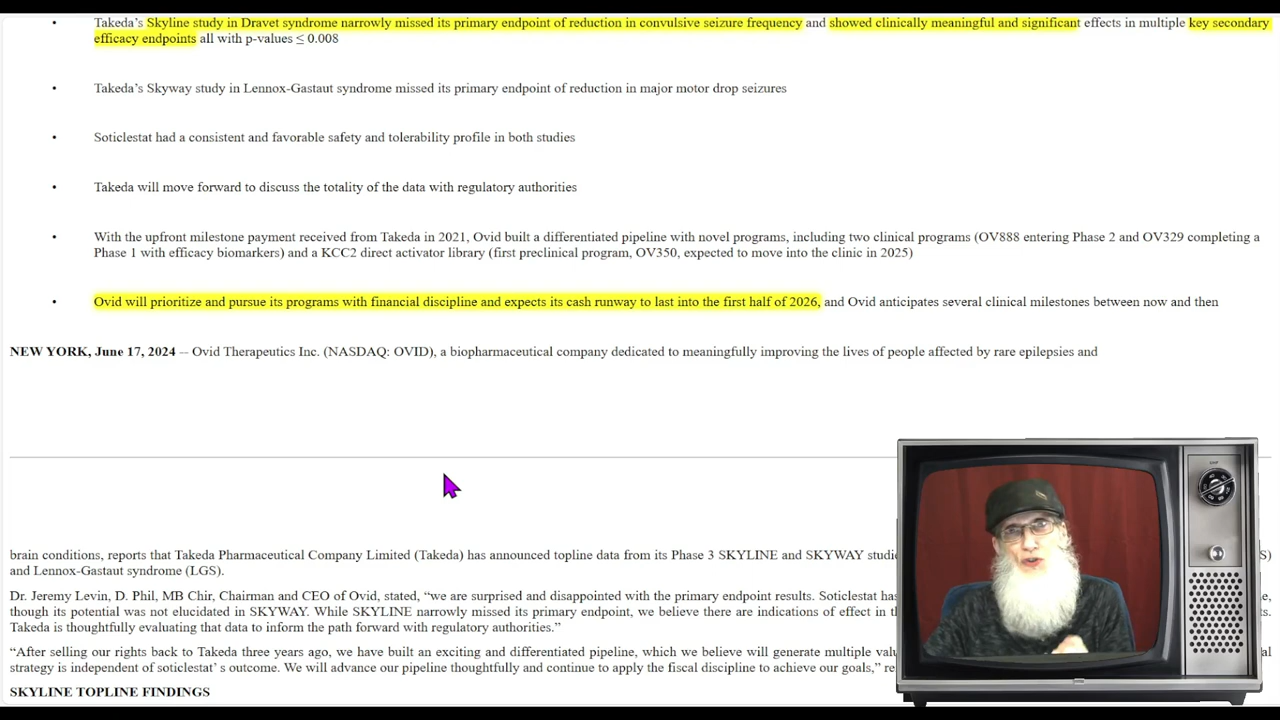 • Takeda's Skyline study in Dravet syndrome narrowly missed its primary endpoint of reduction in convulsive seizure frequency and showed clinically meaningful and significant effects in multiple key secondary
efficacy endpoints all with p-values ≤ 0.008
• Takeda's Skyway study in Lennox-Gastaut syndrome missed its primary endpoint of reduction in major motor drop seizures
• Soticlestat had a consistent and favorable safety and tolerability profile in both studies
• Takeda will move forward to discuss the totality of the data with regulatory authorities
• With the upfront milestone payment received from Takeda in 2021, Ovid built a differentiated pipeline with novel programs, including two clinical programs (OV888 entering Phase 2 and OV329 completing a
Phase 1 with efficacy biomarkers) and a KCC2 direct activator library (first preclinical program, OV350, expected to move into the clinic in 2025)
• Ovid will prioritize and pursue its programs with financial discipline and expects its cash runway to last into the first half of 2026, and Ovid anticipates several clinical milestones between now and then
NEW YORK, June 17, 2024 -- Ovid Therapeutics Inc. (NASDAQ: OVID), a biopharmaceutical company dedicated to meaningfully improving the lives of people affected by rare epilepsies and
brain conditions, reports that Takeda Pharmaceutical Company Limited (Takeda) has announced topline data from its Phase 3 SKYLINE and SKYWAY
and Lennox-Gastaut syndrome (LGS).
Dr. Jeremy Levin, D. Phil, MB Chir, Chairman and CEO of Ovid, stated, “we are surprised and disappointed with the primary endpoint results. Soticlestat
though its potential was not elucidated in SKYWAY. While SKYLINE narrowly missed its primary endpoint, we believe there are indications of effect in
Takeda is thoughtfully evaluating that data to inform the path forward with regulatory authorities.”
“After selling our rights back to Takeda three years ago, we have built an exciting and differentiated pipeline, which we believe will generate multiple
strategy is independent of soticlestat' s outcome. We will advance our pipeline thoughtfully and continue to apply the fiscal discipline to achieve our goals,”
SKYLINE TOPLINE FINDINGS